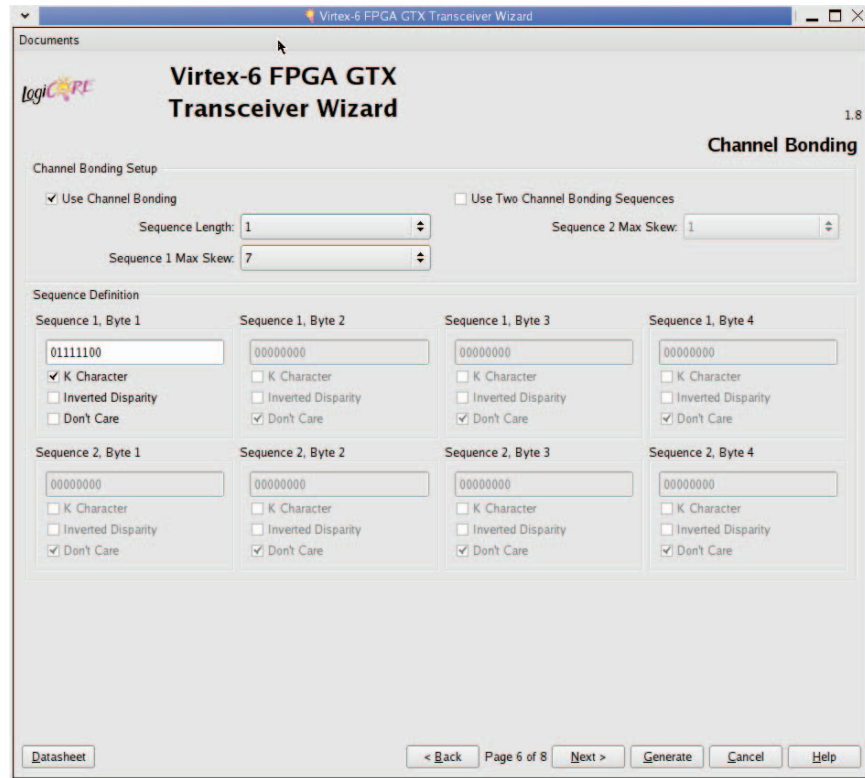 Virtex-6 FPGA GTX Transceiver Wizard
Documents
LogiCORE
Virtex-6 FPGA GTX
Transceiver Wizard
1.8
Channel Bonding
Channel Bonding Setup
Use Channel Bonding
Use Two Channel Bonding Sequences
Sequence Length: 1
Sequence 2 Max Skew: 1
Sequence 1 Max Skew: 7
Sequence Definition
Sequence 1, Byte 1 Sequence 1, Byte 2 Sequence 1, Byte 3 Sequence 1, Byte 4
01111100 00000000 00000000 00000000
K Character K Character K Character K Character
Inverted Disparity Inverted Disparity Inverted Disparity Inverted Disparity
Don't Care Don't Care Don't Care Don't Care
Sequence 2, Byte 1 Sequence 2, Byte 2 Sequence 2, Byte 3 Sequence 2, Byte 4
00000000 00000000 00000000 00000000
K Character K Character K Character K Character
Inverted Disparity Inverted Disparity Inverted Disparity Inverted Disparity
Don't Care Don't Care Don't Care Don't Care
Datasheet < Back Page 6 of 8 Next > Generate Cancel Help